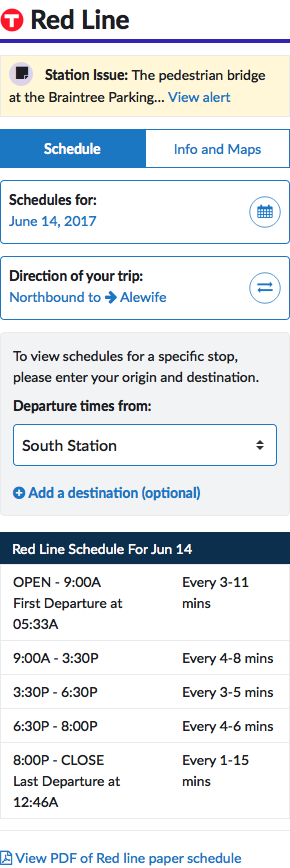 T Red Line
Station Issue: The pedestrian bridge
at the Braintree Parking... View alert
Schedule
Info and Maps
Schedules for:
June 14, 2017
Direction of your trip:
Northbound to Alewife
To view schedules for a specific stop,
please enter your origin and destination.
Departure times from:
South Station
Add a destination (optional)
Red Line Schedule For Jun 14
OPEN - 9:00A Every 3-11
First Departure at mins
05:33A
9:00A - 3:30P Every 4-8 mins
3:30P - 6:30P Every 3-5 mins
6:30P - 8:00P Every 4-6 mins
8:00P - CLOSE Every 1-15
Last Departure at mins
12:46A
View PDF of Red line paper schedule